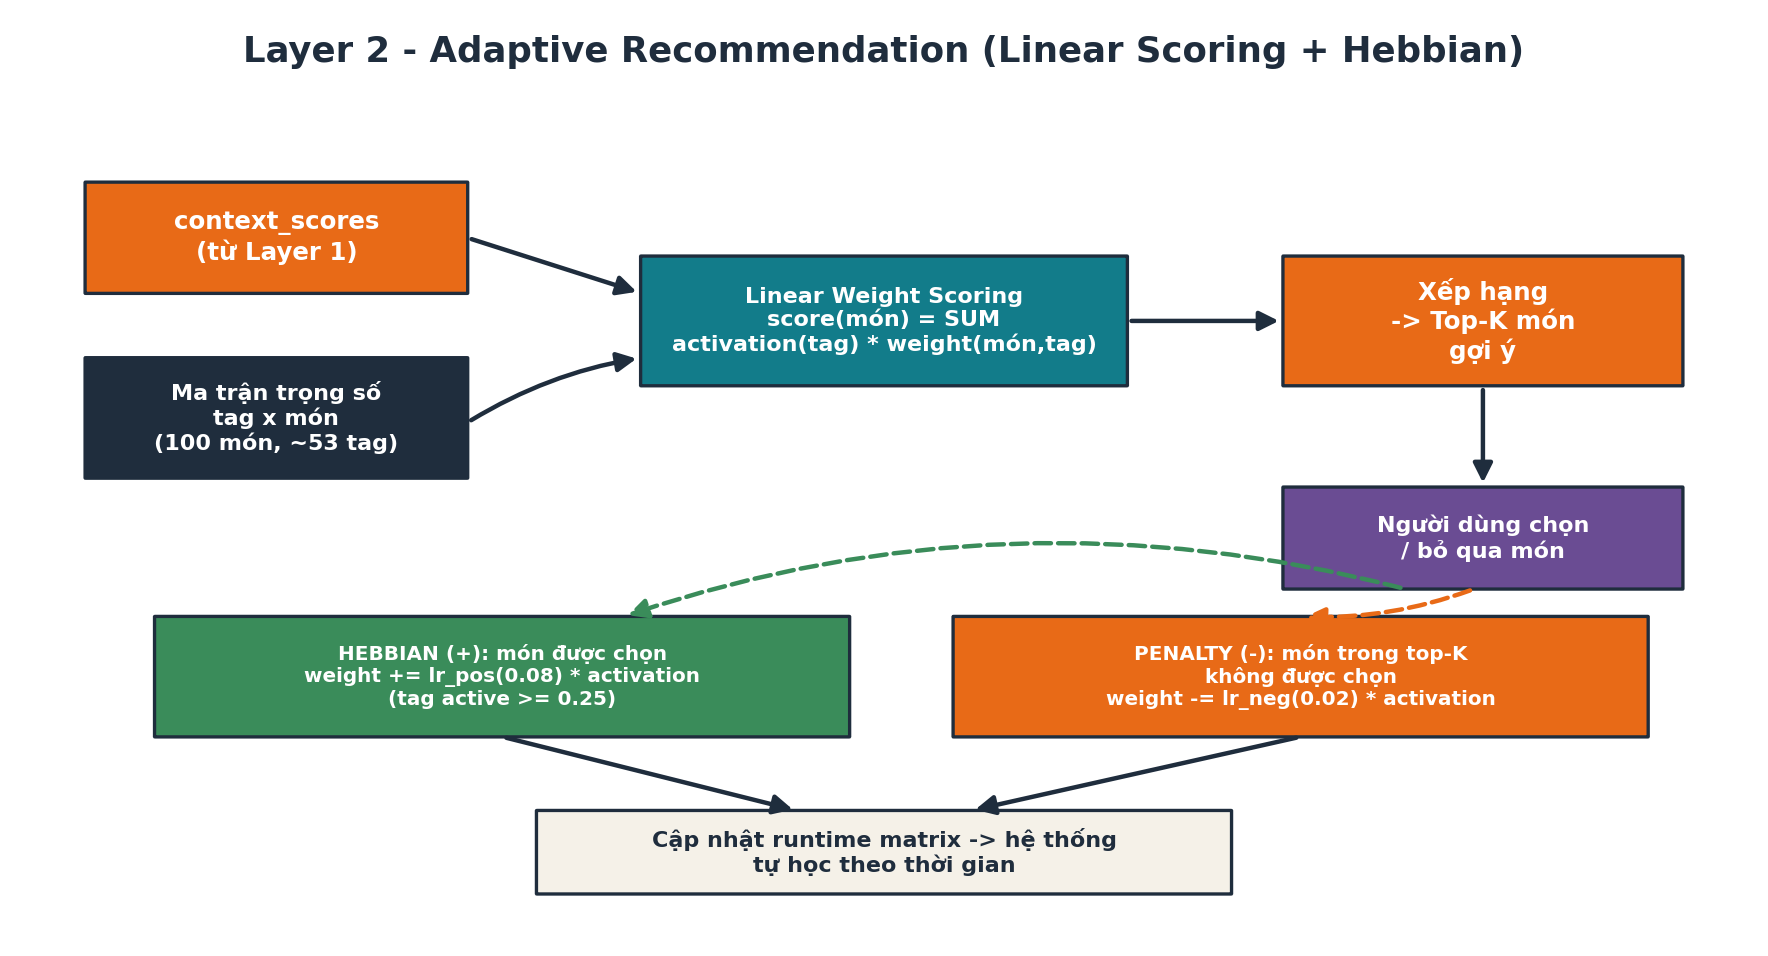 Layer 2 - Adaptive Recommendation (Linear Scoring + Hebbian)
context_scores
(từ Layer 1)
Ma trận trọng số
tag x món
(100 món, ~53 tag)
Linear Weight Scoring
score(món) = SUM
activation(tag) * weight(món,tag)
Xếp hạng
-> Top-K món
gợi ý
Người dùng chọn
/ bỏ qua món
HEBBIAN (+): món được chọn
weight += lr_pos(0.08) * activation
(tag active >= 0.25)
PENALTY (-): món trong top-K
không được chọn
weight -= lr_neg(0.02) * activation
Cập nhật runtime matrix -> hệ thống
tự học theo thời gian